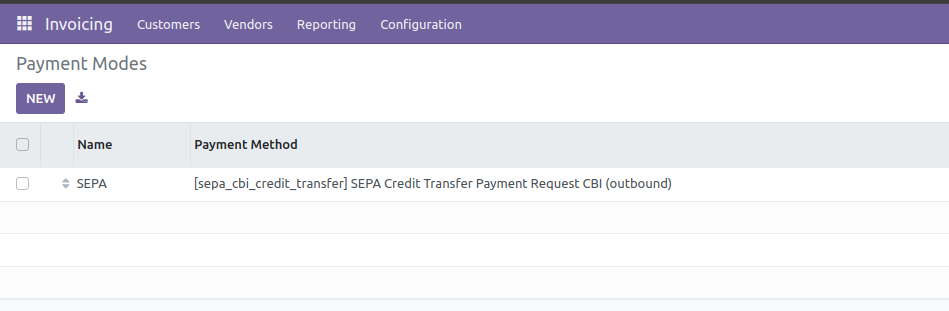 Invoicing Customers Vendors Reporting Configuration
Payment Modes
NEW
Name Payment Method
SEPA [sepa_cbi_credit_transfer] SEPA Credit Transfer Payment Request CBI (outbound)